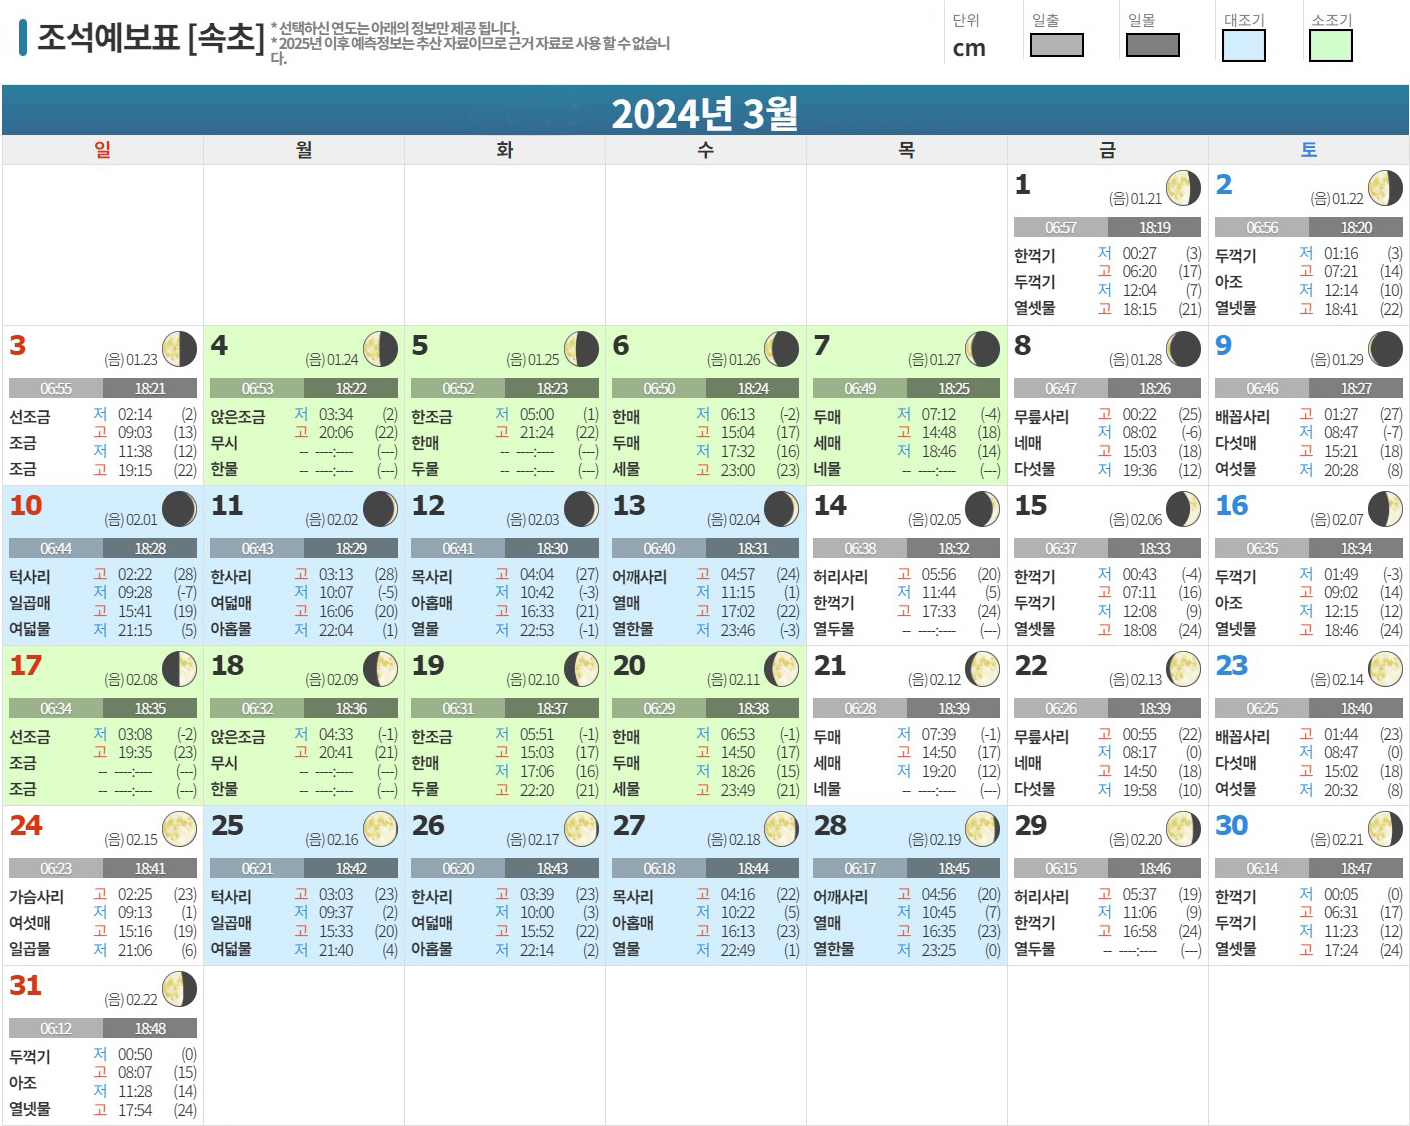 조석예보표 [속초]
* 선택하신 연도는 아래의 정보만 제공 됩니다.
* 2025년 이후 예측정보는 추산 자료이므로 근거 자료로 사용 할 수 없습니
다.
단위 일출 일몰 대조기 소조기
cm
2024년 3월
일 월 화 수 목 금 토
1 (음) 01.21
06:57 18:19
한꺽기 두꺽기 열셋물
저 00:27 (3)
고 06:20 (17)
저 12:04 (7)
고 18:15 (21)
2 (음) 01.22
06:56 18:20
두꺽기 아조 열넷물
저 01:16 (3)
고 07:21 (14)
저 12:14 (10)
고 18:41 (22)
3 (음) 01.23
06:55 18:21
선조금 조금 조금
저 02:14 (2)
고 09:03 (13)
저 11:38 (12)
고 19:15 (22)
4 (음) 01.24
06:53 18:22
앉은조금 무시 한물
저 03:34 (2)
고 20:06 (22)
-- ----:---- (---)
-- ----:---- (---)
5 (음) 01.25
06:52 18:23
한조금 한매 두물
저 05:00 (1)
고 21:24 (22)
-- ----:---- (---)
-- ----:---- (---)
6 (음) 01.26
06:50 18:24
한매 두매 세물
저 06:13 (-2)
고 15:04 (17)
저 17:32 (16)
고 23:00 (23)
7 (음) 01.27
06:49 18:25
두매 세매 네물
저 07:12 (-4)
고 14:48 (18)
저 18:46 (14)
-- ----:---- (---)
8 (음) 01.28
06:47 18:26
무릎사리 네매 다섯물
고 00:22 (25)
저 08:02 (-6)
고 15:03 (18)
저 19:36 (12)
9 (음) 01.29
06:46 18:27
배꼽사리 다섯매 여섯물
고 01:27 (27)
저 08:47 (-7)
고 15:21 (18)
저 20:28 (8)
10 (음) 02.01
06:44 18:28
턱사리 일곱매 여덟물
고 02:22 (28)
저 09:28 (-7)
고 15:41 (19)
저 21:15 (5)
11 (음) 02.02
06:43 18:29
한사리 여덟매 아홉물
고 03:13 (28)
저 10:07 (-5)
고 16:06 (20)
저 22:04 (1)
12 (음) 02.03
06:41 18:30
목사리 아홉매 열물
고 04:04 (27)
저 10:42 (-3)
고 16:33 (21)
저 22:53 (-1)
13 (음) 02.04
06:40 18:31
어깨사리 열매 열한물
고 04:57 (24)
저 11:15 (1)
고 17:02 (22)
저 23:46 (-3)
14 (음) 02.05
06:38 18:32
허리사리 한꺽기 열두물
고 05:56 (20)
저 11:44 (5)
고 17:33 (24)
-- ----:---- (---)
15 (음) 02.06
06:37 18:33
한꺽기 두꺽기 열셋물
저 00:43 (-4)
고 07:11 (16)
저 12:08 (9)
고 18:08 (24)
16 (음) 02.07
06:35 18:34
두꺽기 아조 열넷물
저 01:49 (-3)
고 09:02 (14)
저 12:15 (12)
고 18:46 (24)
17 (음) 02.08
06:34 18:35
선조금 조금 조금
저 03:08 (-2)
고 19:35 (23)
-- ----:---- (---)
-- ----:---- (---)
18 (음) 02.09
06:32 18:36
앉은조금 무시 한물
저 04:33 (-1)
고 20:41 (21)
-- ----:---- (---)
-- ----:---- (---)
19 (음) 02.10
06:31 18:37
한조금 한매 두물
저 05:51 (-1)
고 15:03 (17)
저 17:06 (16)
고 22:20 (21)
20 (음) 02.11
06:29 18:38
한매 두매 세물
저 06:53 (-1)
고 14:50 (17)
저 18:26 (15)
고 23:49 (21)
21 (음) 02.12
06:28 18:39
두매 세매 네물
저 07:39 (-1)
고 14:50 (17)
저 19:20 (12)
-- ----:---- (---)
22 (음) 02.13
06:26 18:39
무릎사리 네매 다섯물
고 00:55 (22)
저 08:17 (0)
고 14:50 (18)
저 19:58 (10)
23 (음) 02.14
06:25 18:40
배꼽사리 다섯매 여섯물
고 01:44 (23)
저 08:47 (0)
고 15:02 (18)
저 20:32 (8)
24 (음) 02.15
06:23 18:41
가슴사리 여섯매 일곱물
고 02:25 (23)
저 09:13 (1)
고 15:16 (19)
저 21:06 (6)
25 (음) 02.16
06:21 18:42
턱사리 일곱매 여덟물
고 03:03 (23)
저 09:37 (2)
고 15:33 (20)
저 21:40 (4)
26 (음) 02.17
06:20 18:43
한사리 여덟매 아홉물
고 03:39 (23)
저 10:00 (3)
고 15:52 (22)
저 22:14 (2)
27 (음) 02.18
06:18 18:44
목사리 아홉매 열물
고 04:16 (22)
저 10:22 (5)
고 16:13 (23)
저 22:49 (1)
28 (음) 02.19
06:17 18:45
어깨사리 열매 열한물
고 04:56 (20)
저 10:45 (7)
고 16:35 (23)
저 23:25 (0)
29 (음) 02.20
06:15 18:46
허리사리 한꺽기 열두물
고 05:37 (19)
저 11:06 (9)
고 16:58 (24)
-- ----:---- (---)
30 (음) 02.21
06:14 18:47
한꺽기 두꺽기 열셋물
저 00:05 (0)
고 06:31 (17)
저 11:23 (12)
고 17:24 (24)
31 (음) 02.22
06:12 18:48
두꺽기 아조 열넷물
저 00:50 (0)
고 08:07 (15)
저 11:28 (14)
고 17:54 (24)